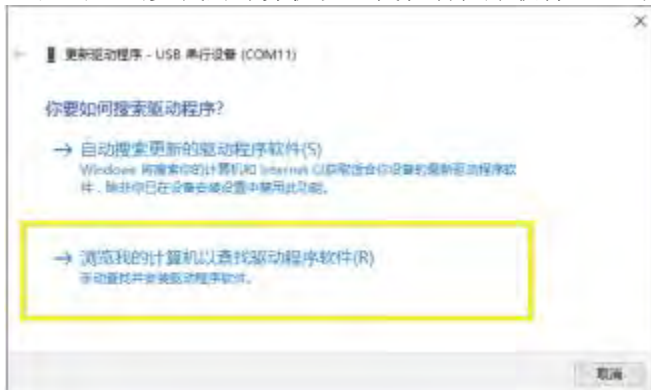 更新驱动程序 - USB 串行设备 (COM11)
你要如何搜索驱动程序?
→ 自动搜索更新的驱动程序软件(S)
Windows 将搜索你的计算机和 Internet 以获取适合你设备的最新驱动程序软
件，除非你已在设备安装设置中禁用此功能。
→ 浏览我的计算机以查找驱动程序软件(R)
手动查找并安装驱动程序软件。
取消